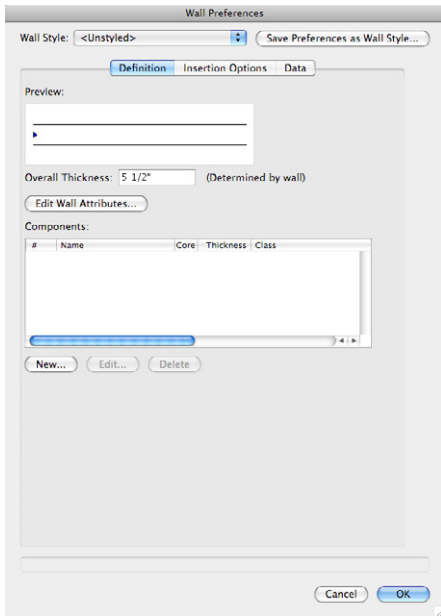 Wall Preferences
Wall Style: <Unstyled> Save Preferences as Wall Style...
Definition Insertion Options Data
Preview:
Overall Thickness: 5 1/2" (Determined by wall)
Edit Wall Attributes...
Components:
# Name Core Thickness Class
New... Edit... Delete
Cancel OK